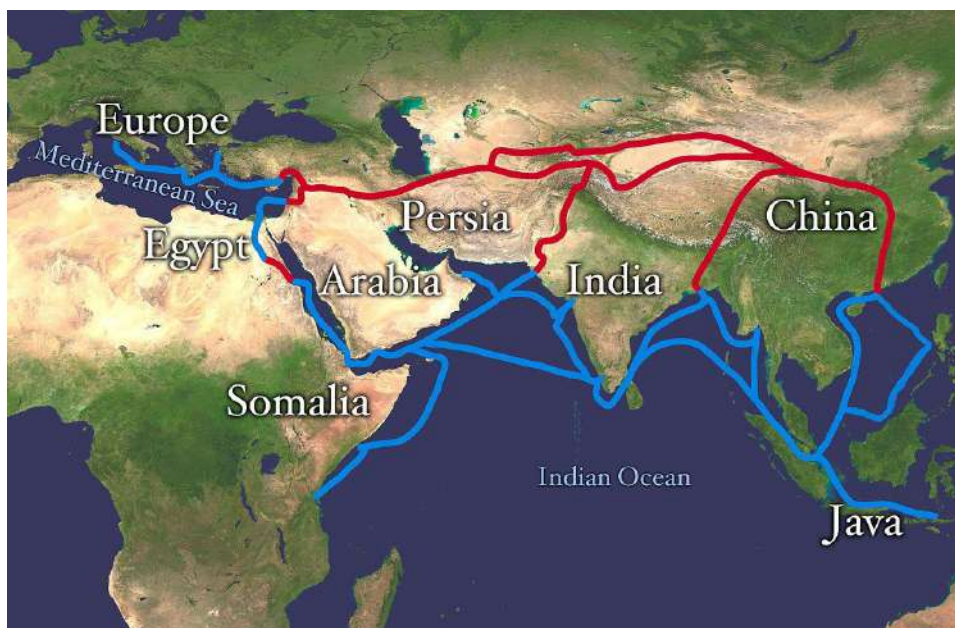 Europe
Mediterranean Sea
Egypt
Persia
China
Arabia
India
Somalia
Indian Ocean
Java